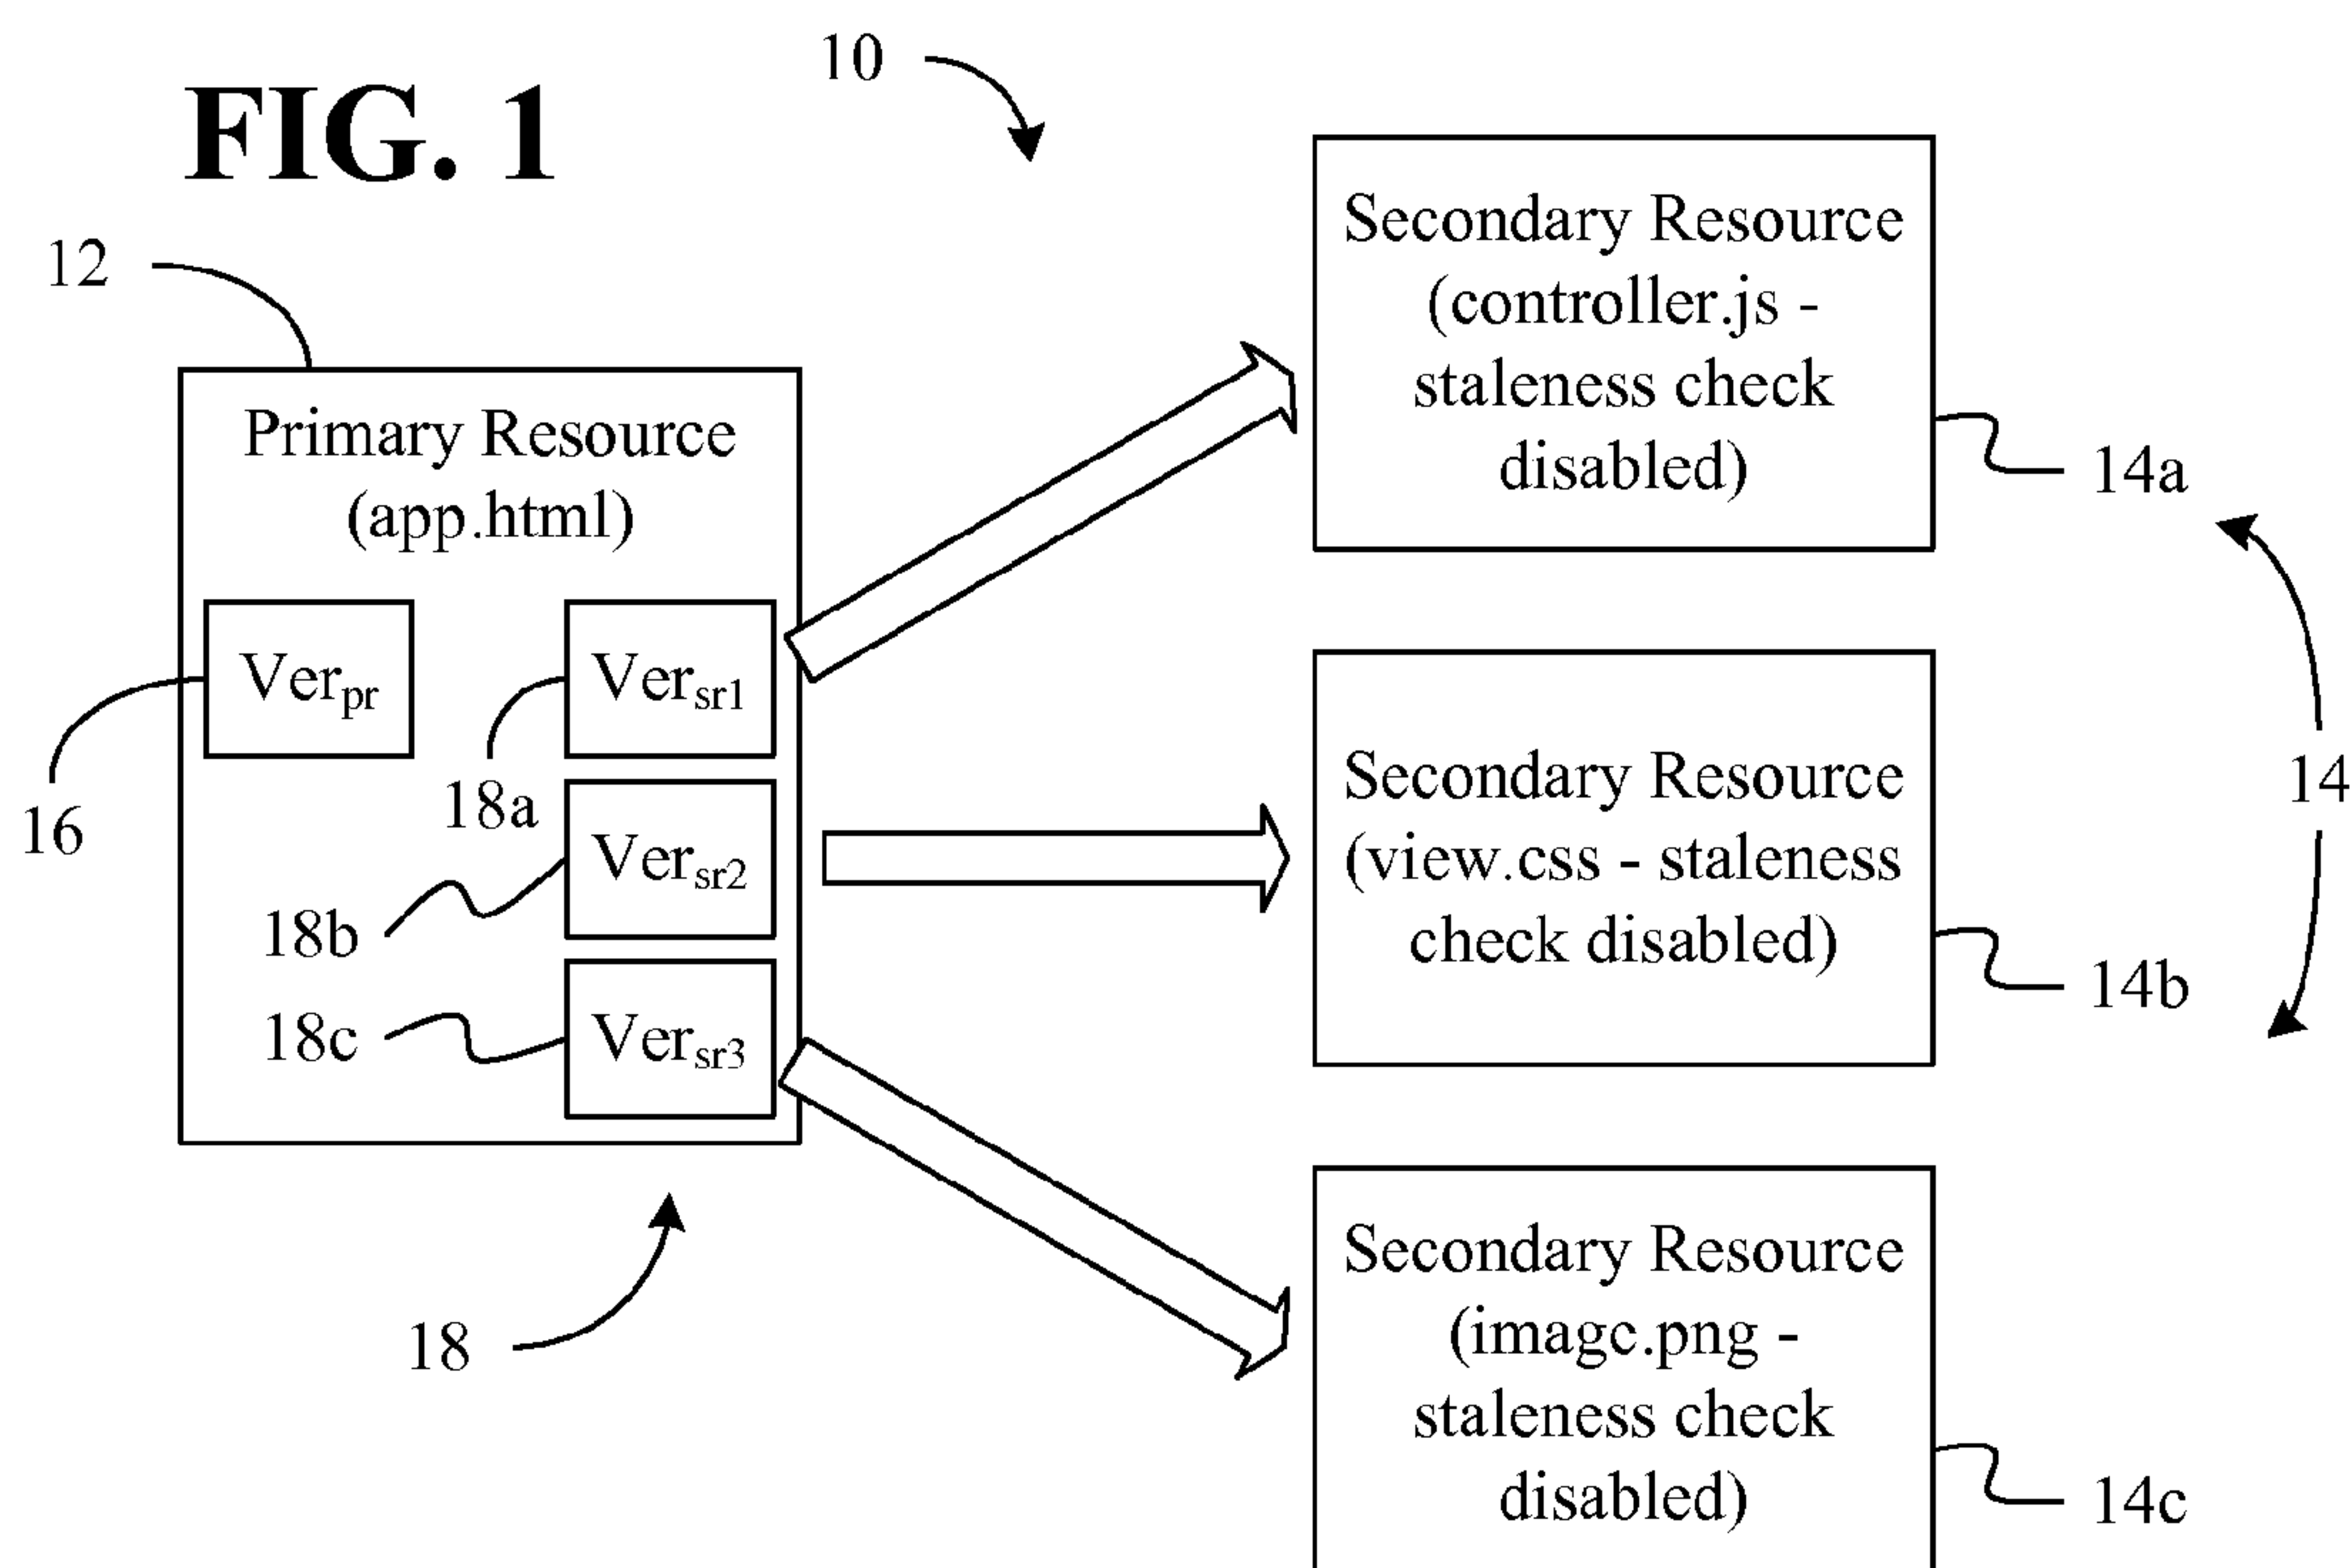 FIG. 1
10
12
Primary Resource
(app.html)
Ver_pr
16
Ver_sr1
18a
Ver_sr2
18b
Ver_sr3
18c
18
Secondary Resource
(controller.js -
staleness check
disabled)
14a
Secondary Resource
(view.css - staleness
check disabled)
14b
14
Secondary Resource
(image.png -
staleness check
disabled)
14c